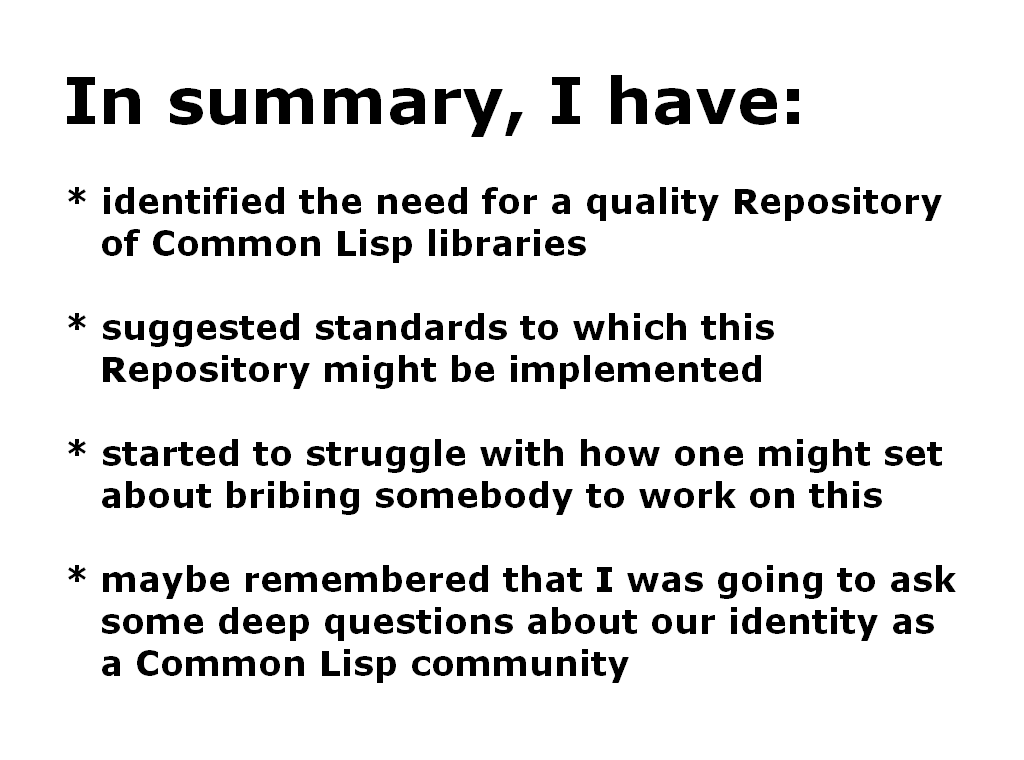 In summary, I have:
* identified the need for a quality Repository
of Common Lisp libraries
* suggested standards to which this
Repository might be implemented
* started to struggle with how one might set
about bribing somebody to work on this
* maybe remembered that I was going to ask
some deep questions about our identity as
a Common Lisp community